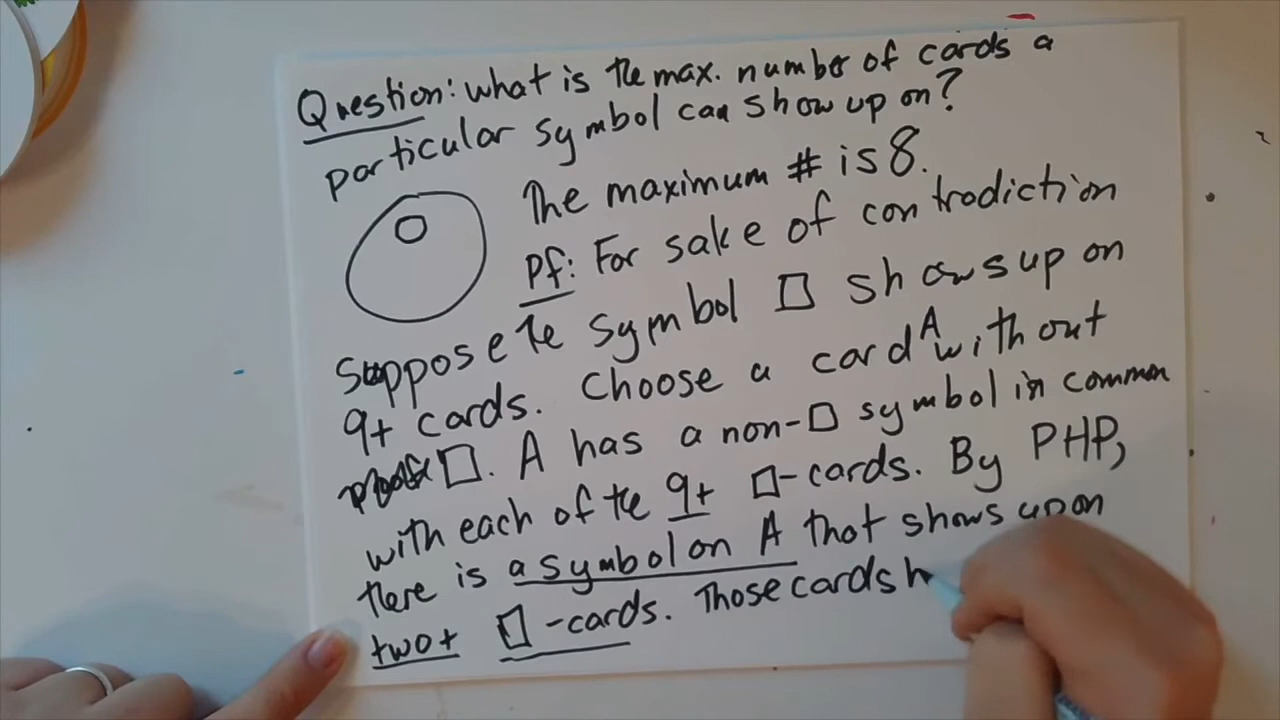 Question: what is the max. number of cards a
particular symbol can show up on?
The maximum # is 8.
Pf: For sake of contradiction
Suppose the symbol □ shows up on
9+ cards. Choose a card A without
□. A has a non-□ symbol in common
with each of the 9+ □-cards. By PHP,
there is a symbol on A that shows up on
two+ □-cards. Those cards h